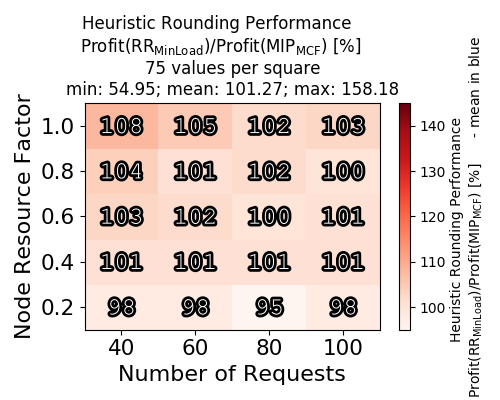 Heuristic Rounding Performance
Profit(RR_MinLoad)/Profit(MIP_MCF) [%]
75 values per square
min: 54.95; mean: 101.27; max: 158.18
Node Resource Factor
1.0 108 105 102 103
0.8 104 101 102 100
0.6 103 102 100 101
0.4 101 101 101 101
0.2 98 98 95 98
40 60 80 100
Number of Requests
140
130
120
110
100
Heuristic Rounding Performance
Profit(RR_MinLoad)/Profit(MIP_MCF) [%] - mean in blue